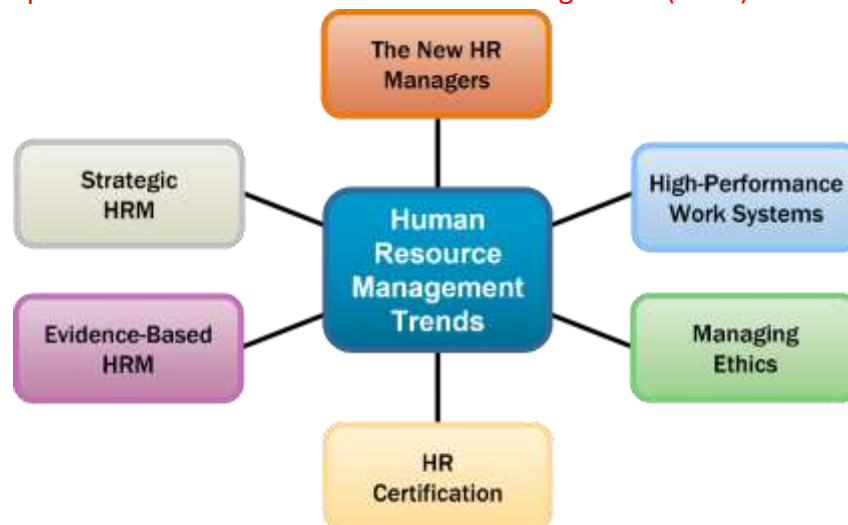 The New HR
Managers
Strategic
HRM
High-Performance
Work Systems
Human
Resource
Management
Trends
Evidence-Based
HRM
Managing
Ethics
HR
Certification